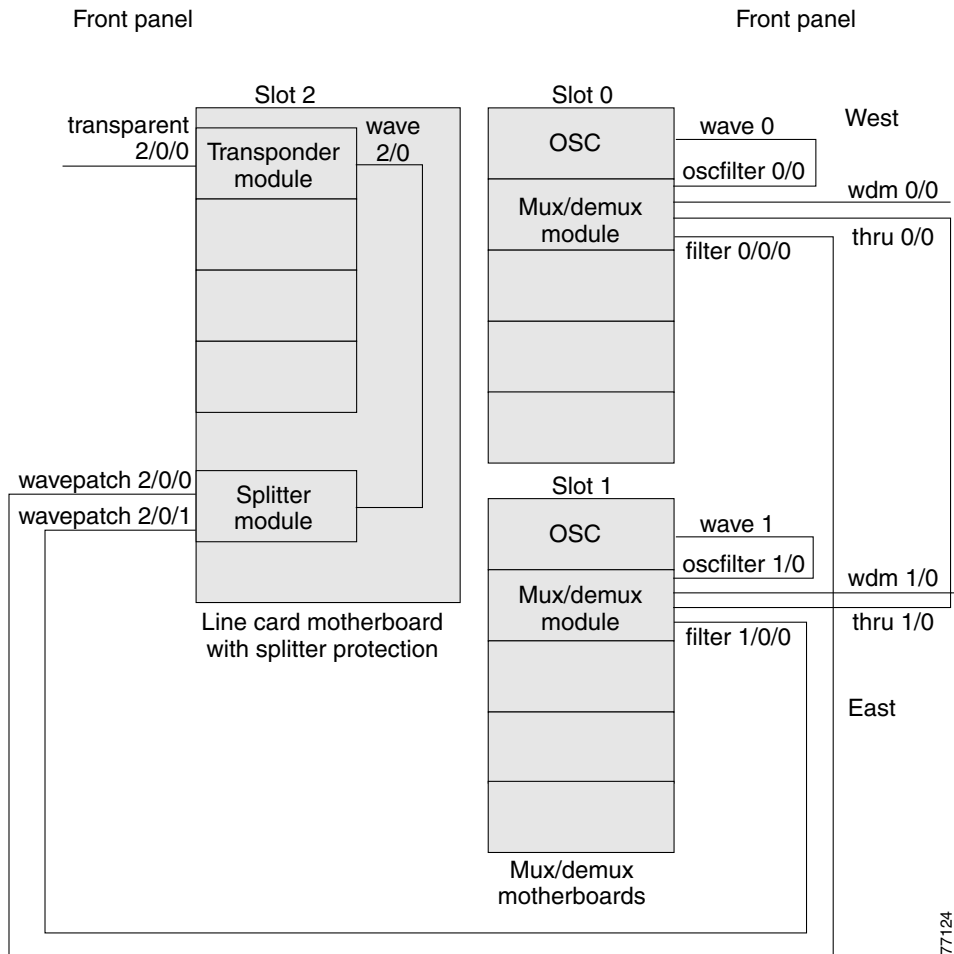 Front panel
Front panel
Slot 2
Slot 0
transparent
2/0/0
wave
2/0
Transponder
module
OSC
wave 0
West
oscfilter 0/0
Mux/demux
module
wdm 0/0
thru 0/0
filter 0/0/0
wavepatch 2/0/0
wavepatch 2/0/1
Splitter
module
Slot 1
OSC
wave 1
oscfilter 1/0
Mux/demux
module
wdm 1/0
thru 1/0
filter 1/0/0
Line card motherboard
with splitter protection
East
Mux/demux
motherboards
77124